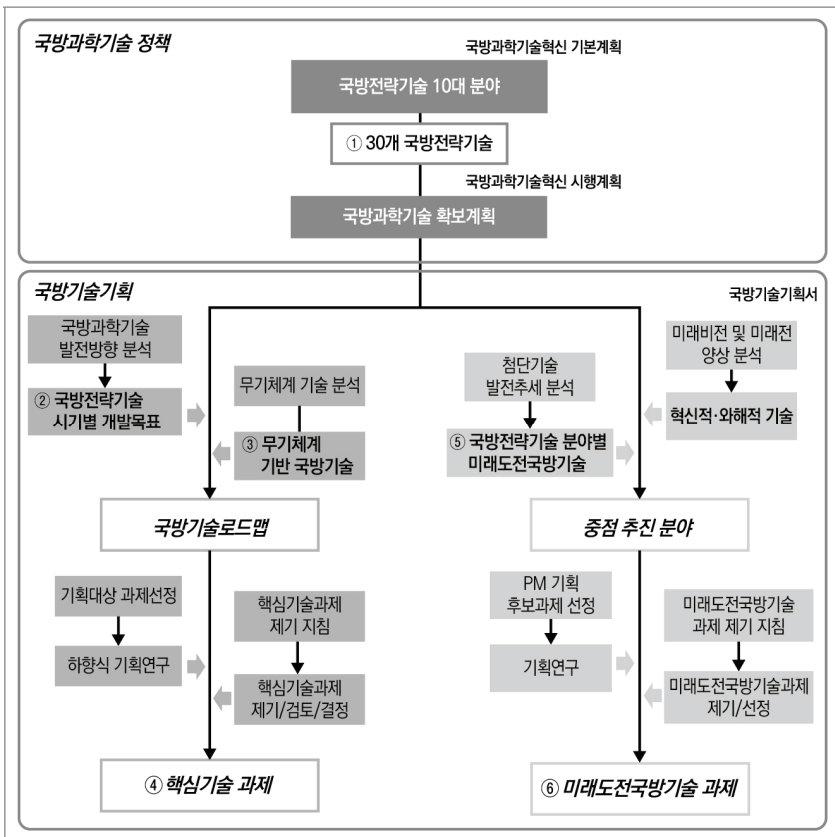 국방과학기술 정책
국방과학기술혁신 기본계획
국방전략기술 10대 분야
① 30개 국방전략기술
국방과학기술혁신 시행계획
국방과학기술 확보계획
국방기술기획
국방기술기획서
국방과학기술
발전방향 분석
② 국방전략기술
시기별 개발목표
무기체계 기술 분석
③ 무기체계
기반 국방기술
첨단기술
발전추세 분석
⑤ 국방전략기술 분야별
미래도전국방기술
미래비전 및 미래전
양상 분석
혁신적·와해적 기술
국방기술로드맵
중점 추진 분야
기획대상 과제선정
하향식 기획연구
핵심기술과제
제기 지침
핵심기술과제
제기/검토/결정
PM 기획
후보과제 선정
기획연구
미래도전국방기술
과제 제기 지침
미래도전국방기술과제
제기/선정
④ 핵심기술 과제
⑥ 미래도전국방기술 과제